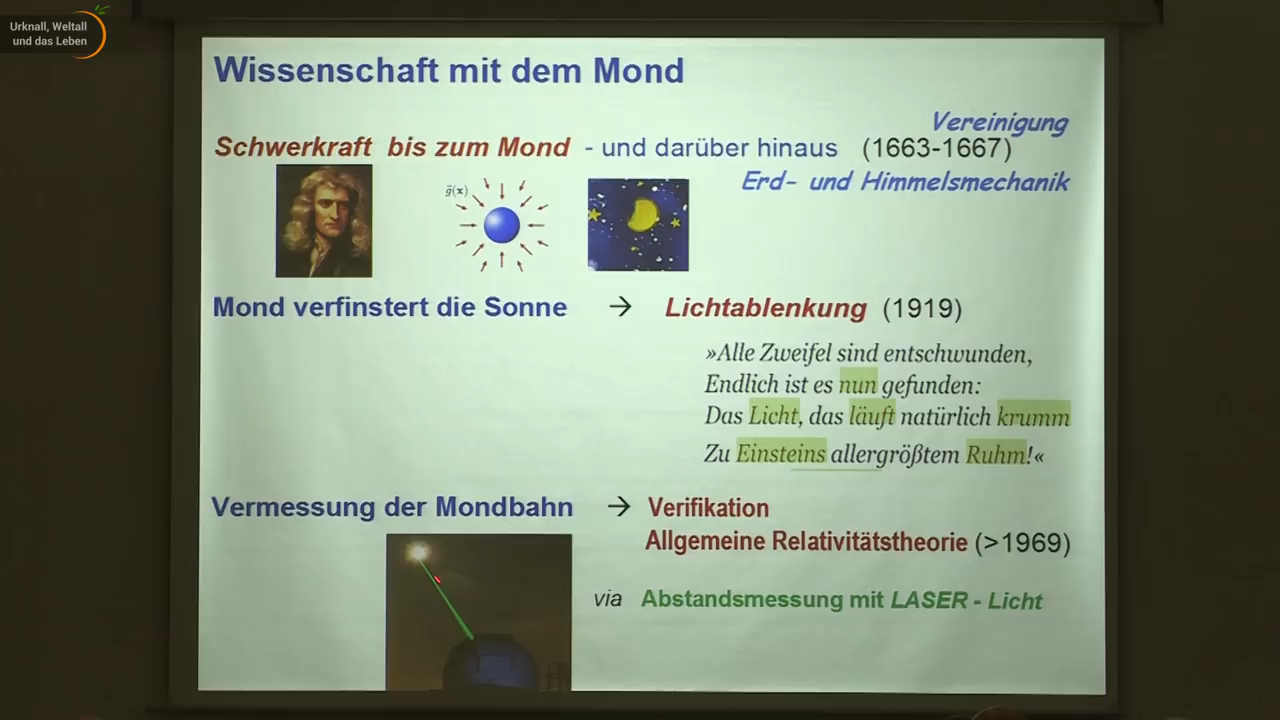 Urknall, Weltall
und das Leben
Wissenschaft mit dem Mond
Vereinigung
Schwerkraft bis zum Mond - und darüber hinaus (1663-1667)
Erd- und Himmelsmechanik
g(x)
Mond verfinstert die Sonne → Lichtablenkung (1919)
»Alle Zweifel sind entschwunden,
Endlich ist es nun gefunden:
Das Licht, das läuft natürlich krumm
Zu Einsteins allergrößtem Ruhm!«
Vermessung der Mondbahn → Verifikation
Allgemeine Relativitätstheorie (>1969)
via Abstandsmessung mit LASER - Licht